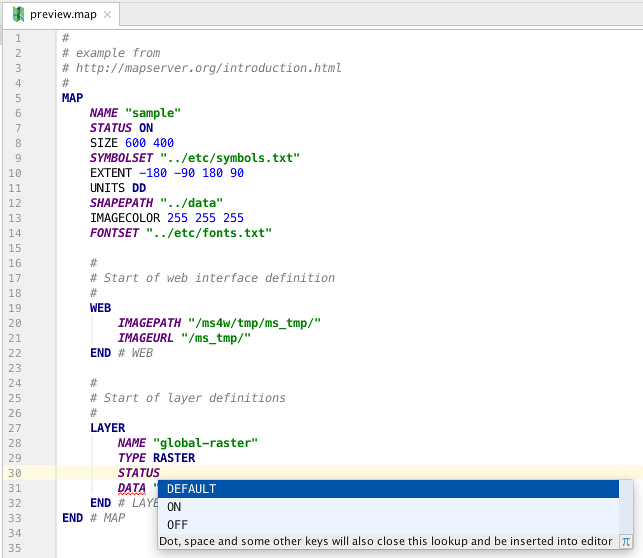 preview.map
1 #
2 # example from
3 # http://mapserver.org/introduction.html
4 #
5 MAP
6 NAME "sample"
7 STATUS ON
8 SIZE 600 400
9 SYMBOLSET "../etc/symbols.txt"
10 EXTENT -180 -90 180 90
11 UNITS DD
12 SHAPEPATH "../data"
13 IMAGECOLOR 255 255 255
14 FONTSET "../etc/fonts.txt"
15
16 #
17 # Start of web interface definition
18 #
19 WEB
20 IMAGEPATH "/ms4w/tmp/ms_tmp/"
21 IMAGEURL "/ms_tmp/"
22 END # WEB
23
24 #
25 # Start of layer definitions
26 #
27 LAYER
28 NAME "global-raster"
29 TYPE RASTER
30 STATUS
31 DATA "
32 END # LAYE
33 END # MAP
34
35
DEFAULT
ON
OFF
Dot, space and some other keys will also close this lookup and be inserted into editor π